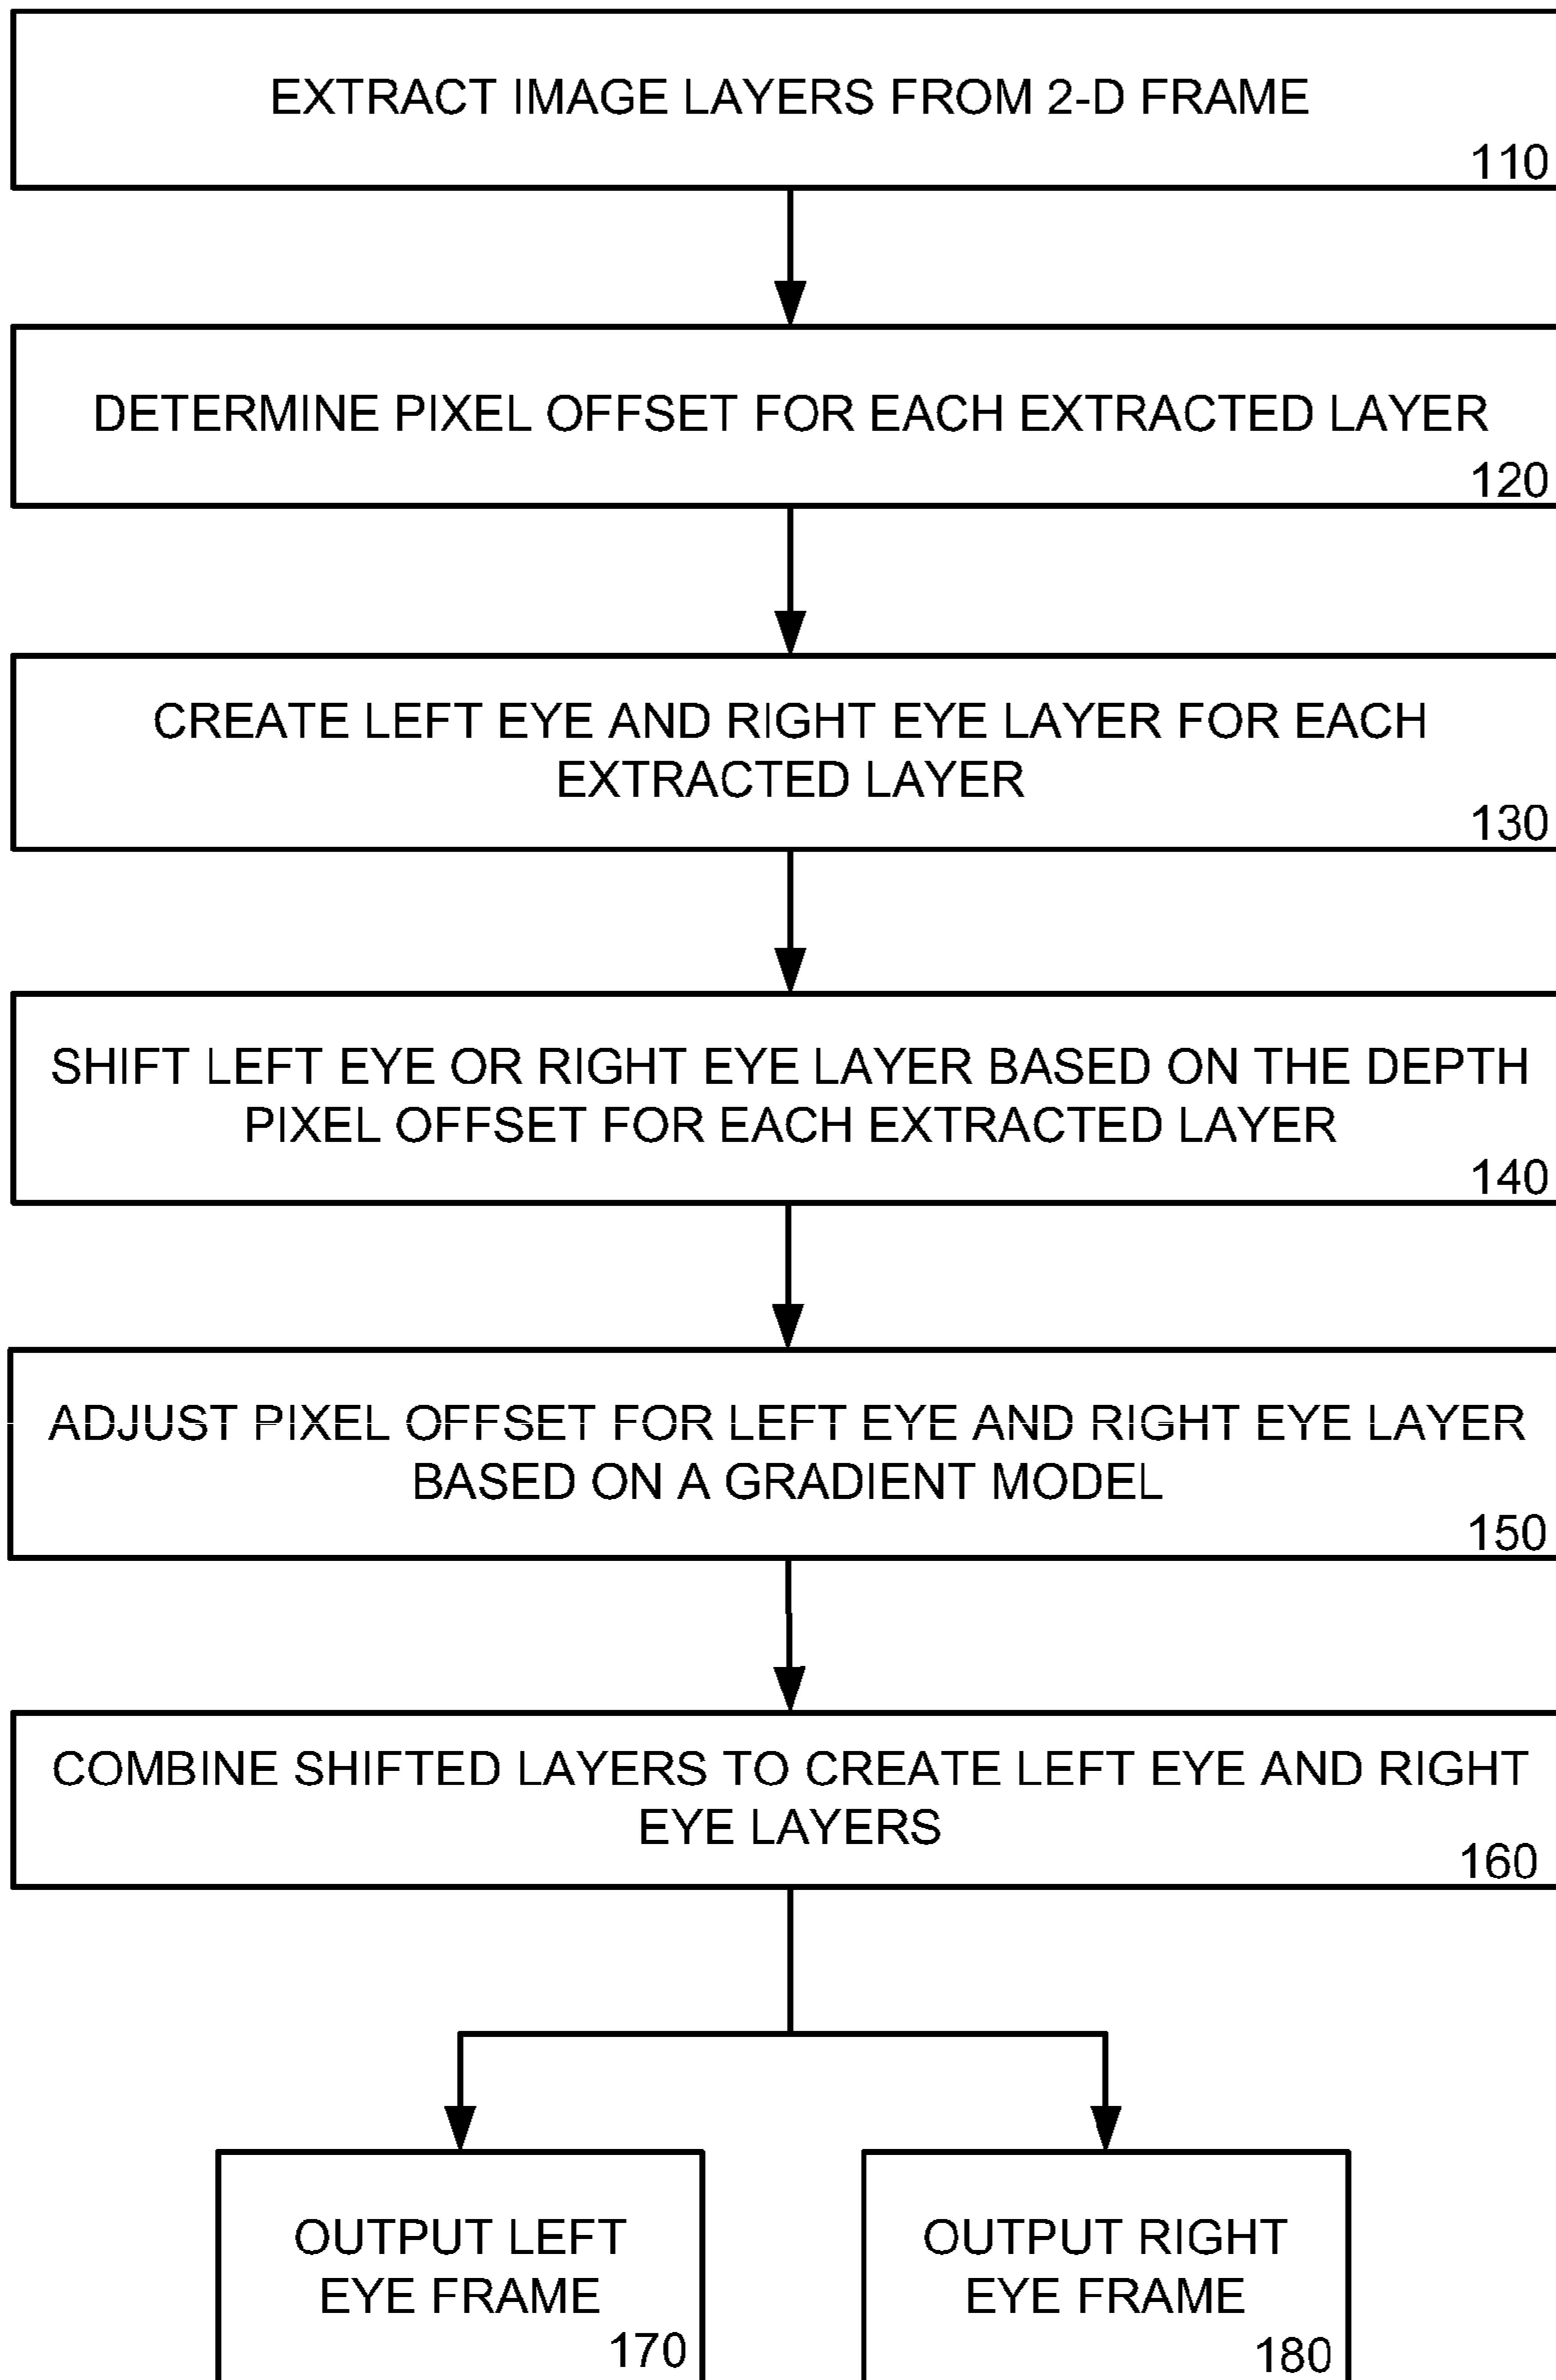 EXTRACT IMAGE LAYERS FROM 2-D FRAME
110
DETERMINE PIXEL OFFSET FOR EACH EXTRACTED LAYER
120
CREATE LEFT EYE AND RIGHT EYE LAYER FOR EACH
EXTRACTED LAYER
130
SHIFT LEFT EYE OR RIGHT EYE LAYER BASED ON THE DEPTH
PIXEL OFFSET FOR EACH EXTRACTED LAYER
140
ADJUST PIXEL OFFSET FOR LEFT EYE AND RIGHT EYE LAYER
BASED ON A GRADIENT MODEL
150
COMBINE SHIFTED LAYERS TO CREATE LEFT EYE AND RIGHT
EYE LAYERS
160
OUTPUT LEFT
EYE FRAME
170
OUTPUT RIGHT
EYE FRAME
180